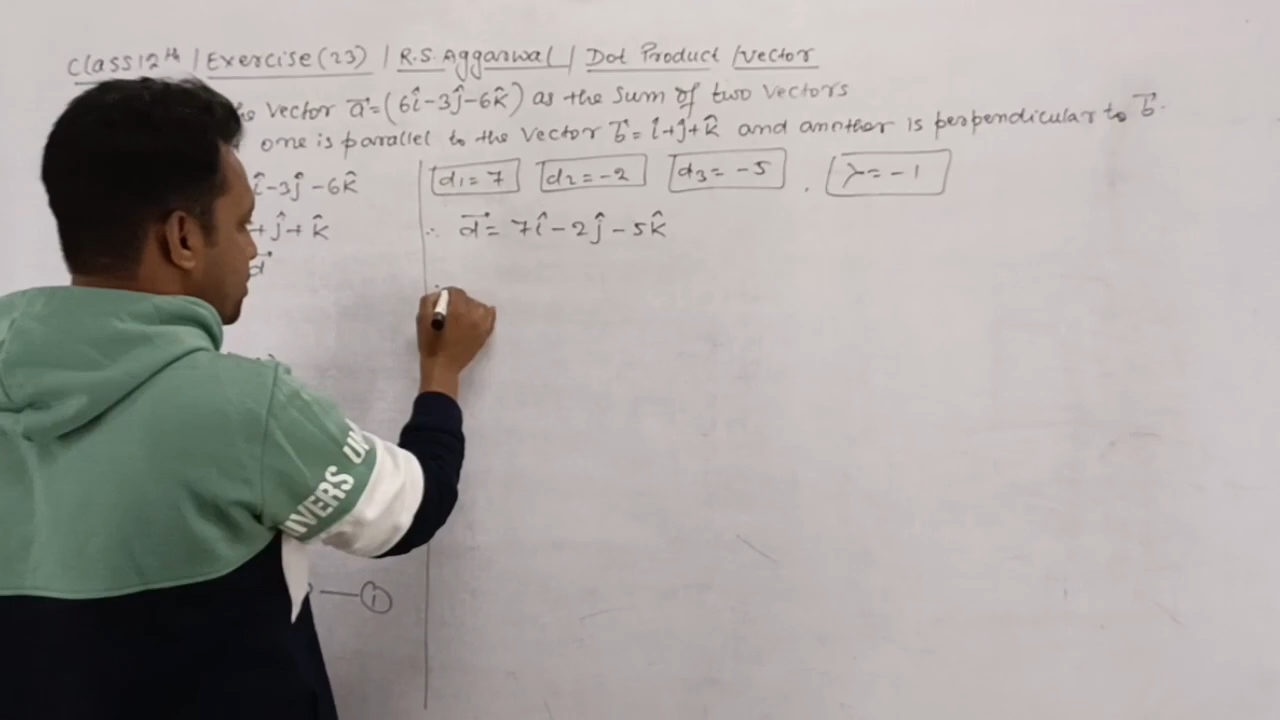 Class 12th | Exercise (23) | R.S. Aggarwal | Dot Product / vector
vector a⃗ = (6î - 3ĵ - 6k̂) as the sum of two vectors
one is parallel to the vector b⃗ = î + ĵ + k̂ and another is perpendicular to b⃗.
î - 3ĵ - 6k̂
+ ĵ + k̂
d⃗
i
d₁ = 7 d₂ = -2 d₃ = -5 , λ = -1
∴ d⃗ = 7î - 2ĵ - 5k̂
IVERS UN